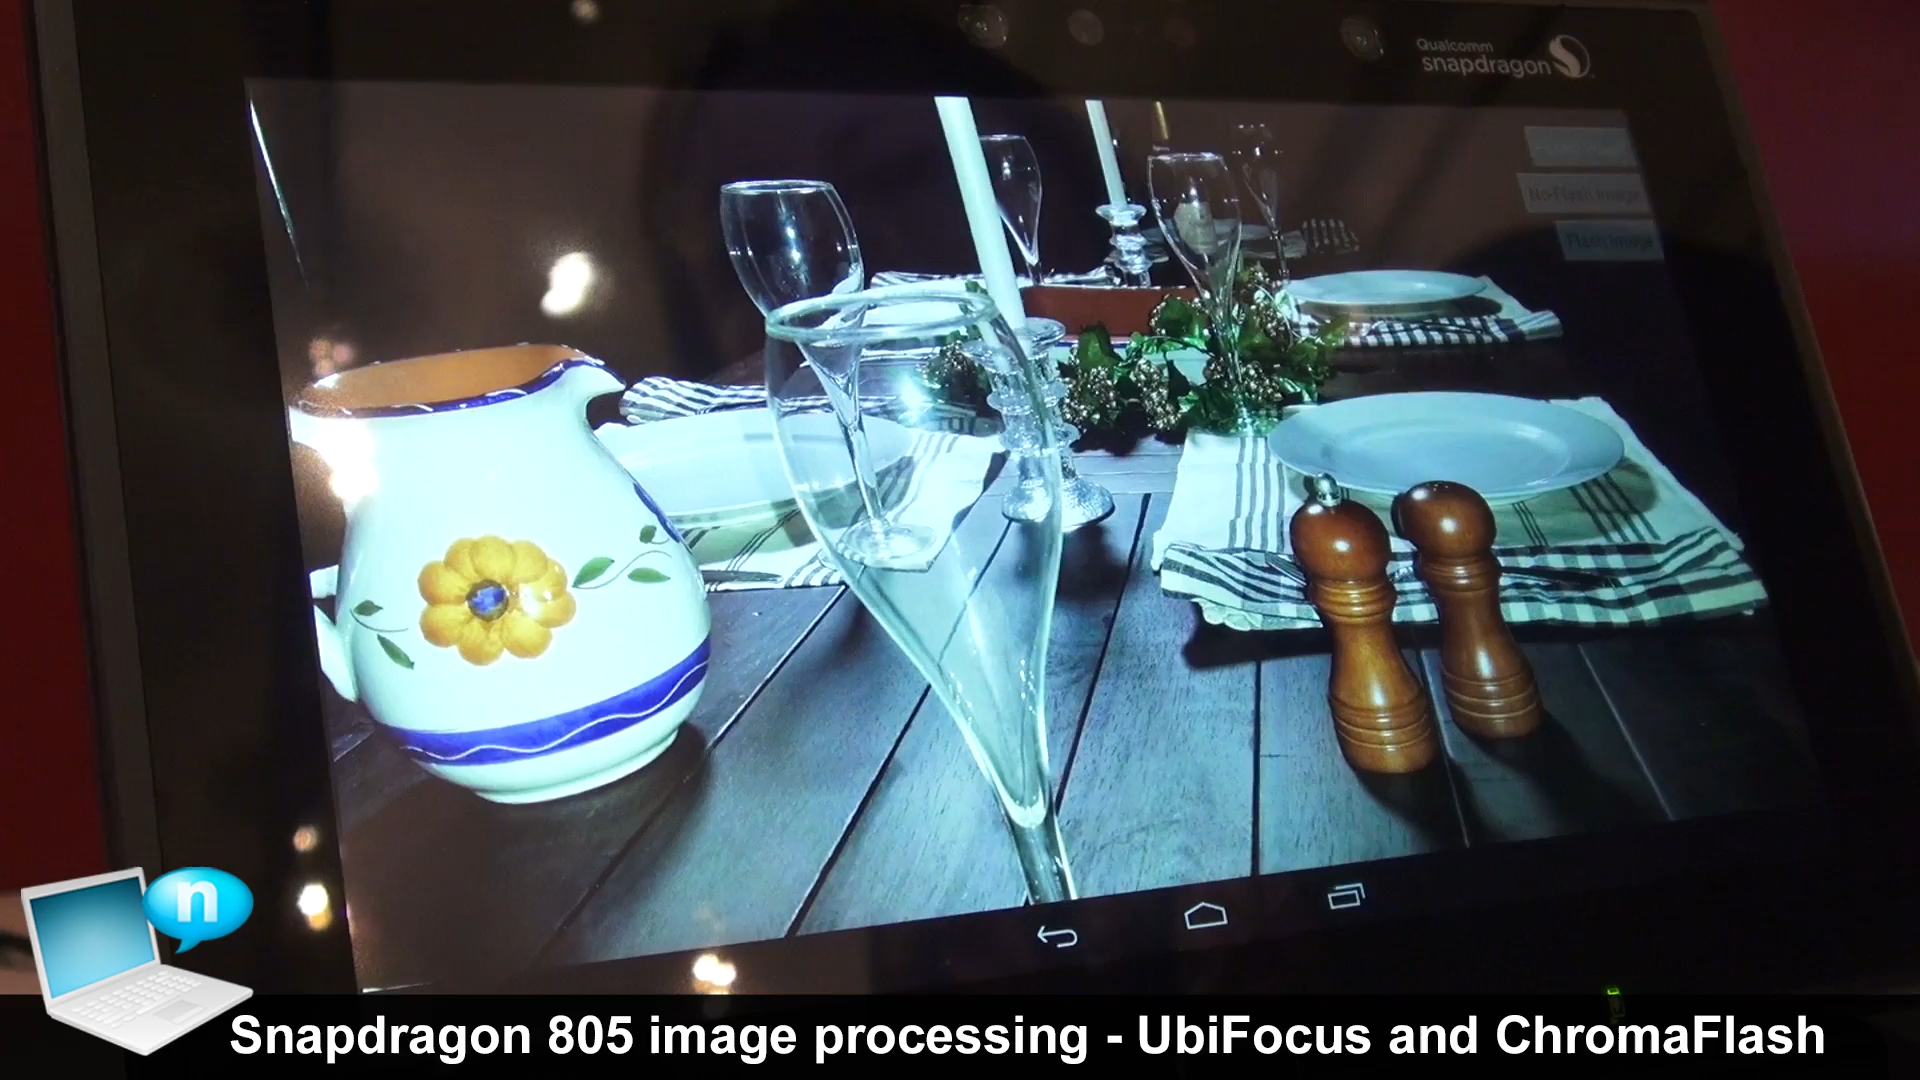 Qualcomm
snapdragon
No-Flash Image
Flash Image
n
Snapdragon 805 image processing - UbiFocus and ChromaFlash